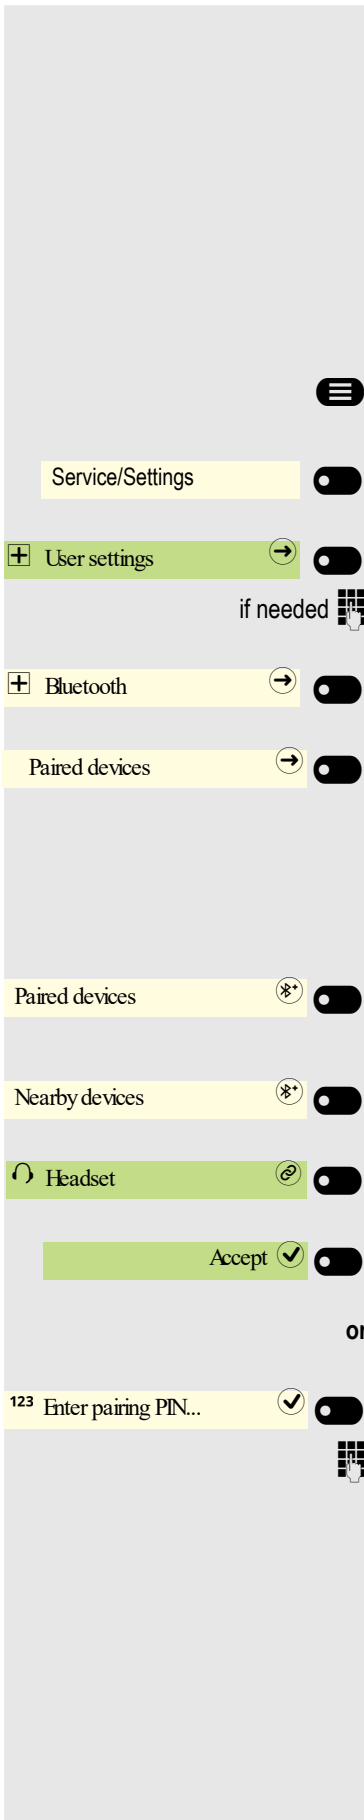 Service/Settings
User settings
if needed
Bluetooth
Paired devices
Paired devices
Nearby devices
Headset
Accept
or
123 Enter pairing PIN...